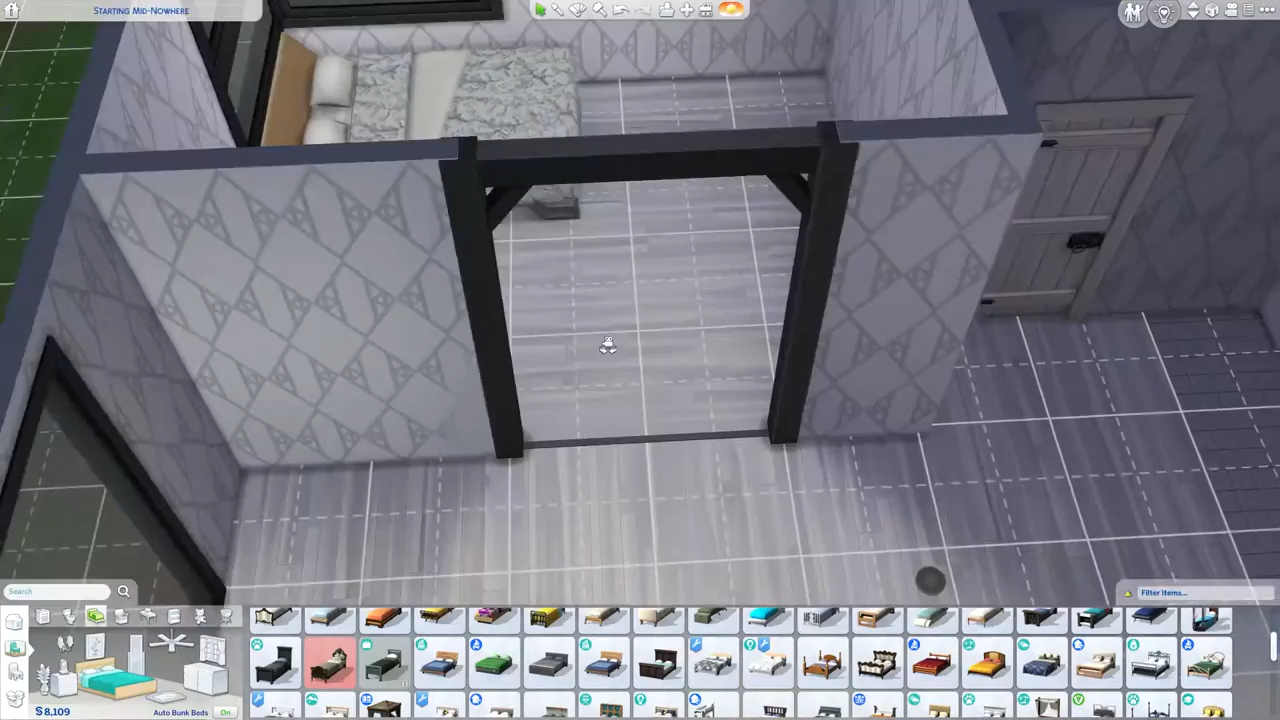 STARTING MID-NOWHERE
Search
Filter Items...
§8,109
Auto Bunk Beds
On